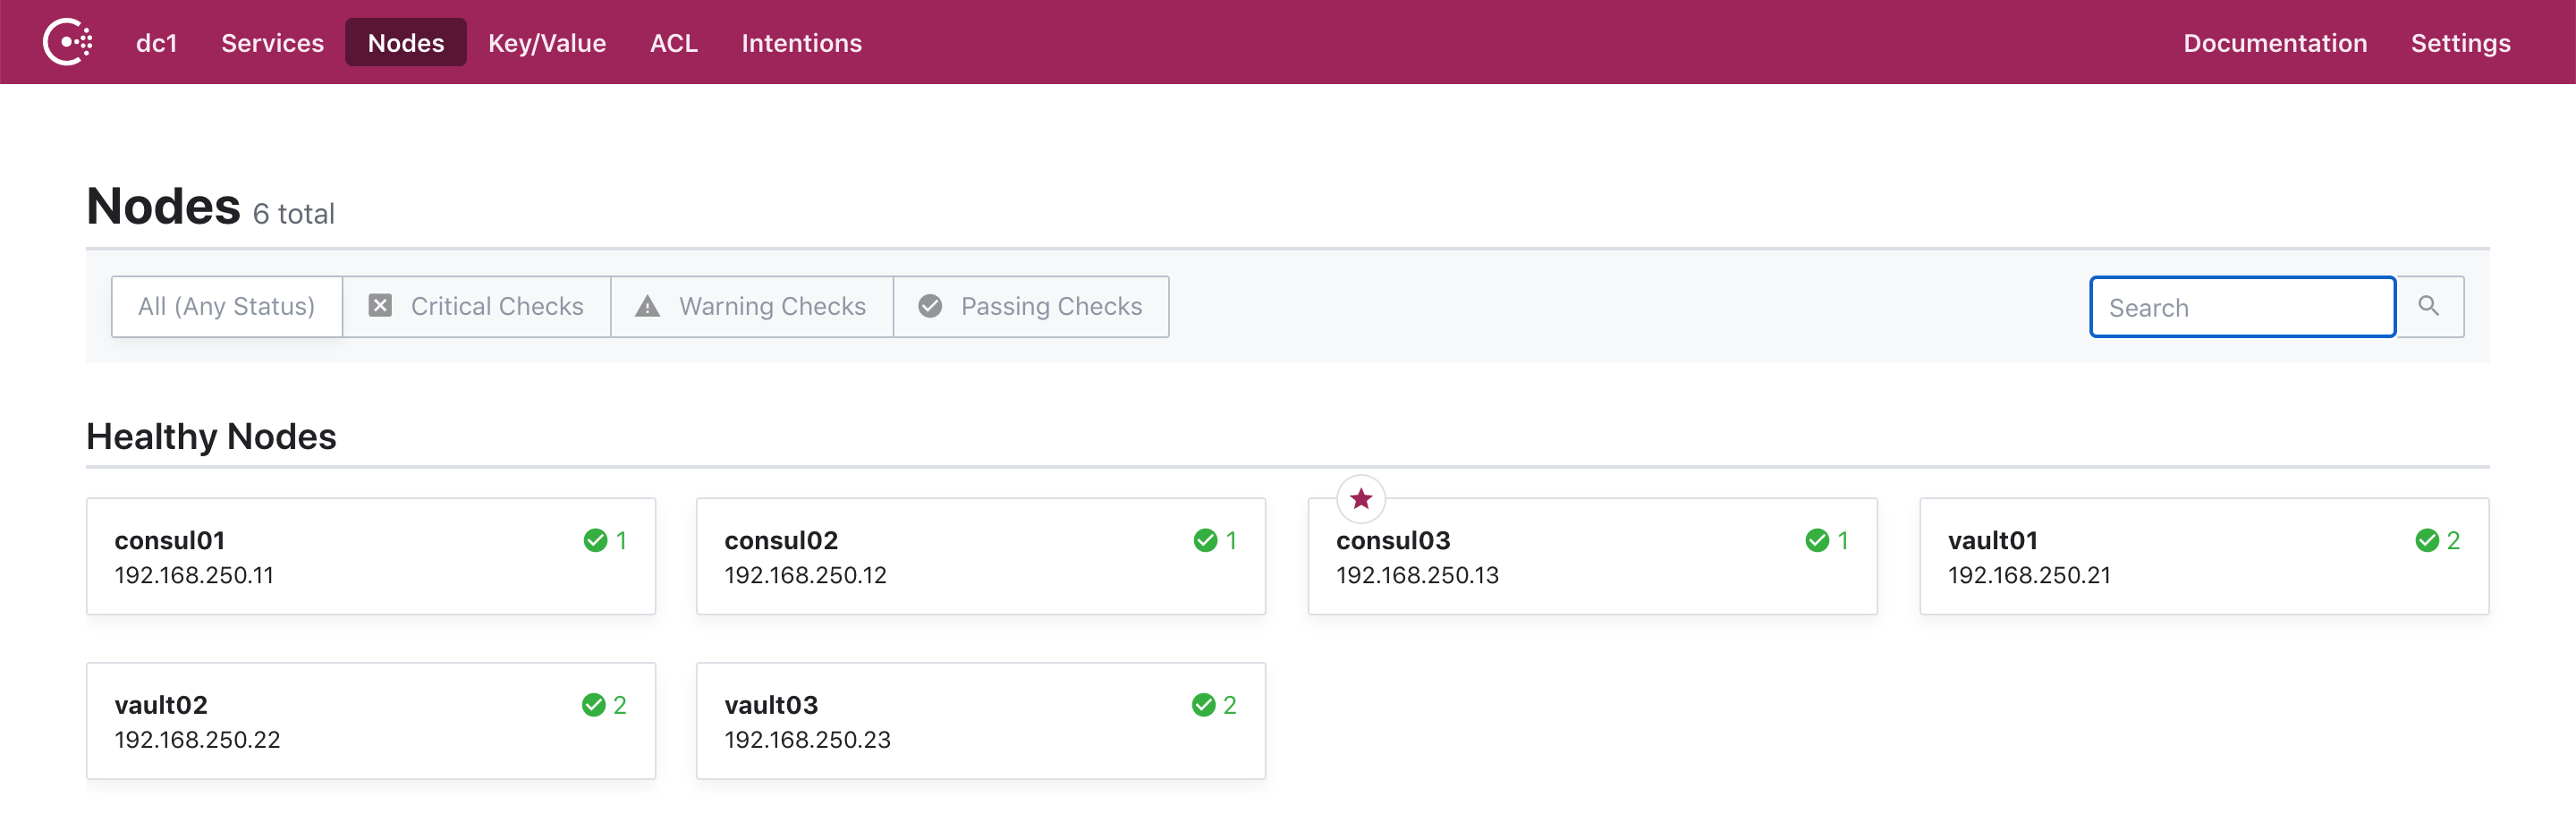 dc1 Services Nodes Key/Value ACL Intentions Documentation Settings
Nodes 6 total
All (Any Status) Critical Checks Warning Checks Passing Checks Search
Healthy Nodes
consul01 1
192.168.250.11
consul02 1
192.168.250.12
consul03 1
192.168.250.13
vault01 2
192.168.250.21
vault02 2
192.168.250.22
vault03 2
192.168.250.23